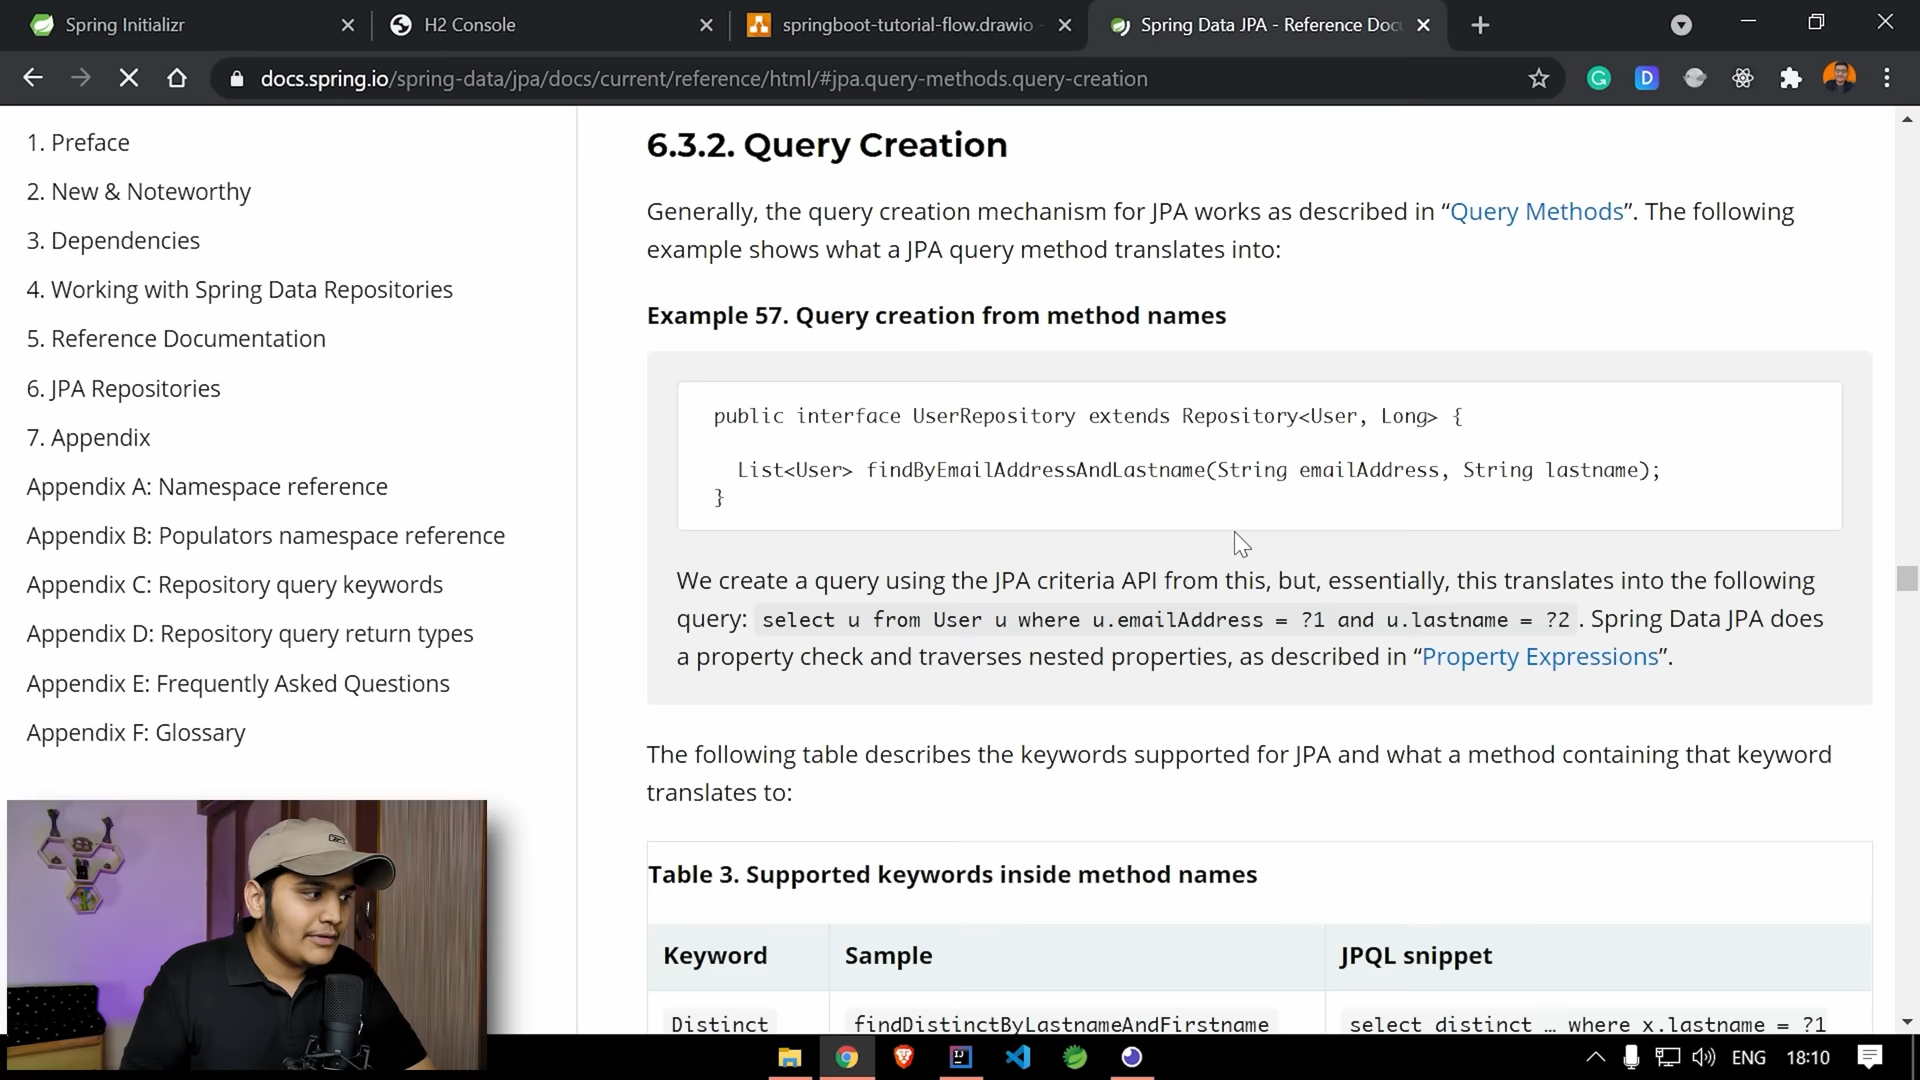 Spring Initializr
H2 Console
springboot-tutorial-flow.drawio -
Spring Data JPA - Reference Doc
docs.spring.io/spring-data/jpa/docs/current/reference/html/#jpa.query-methods.query-creation
1. Preface
2. New & Noteworthy
3. Dependencies
4. Working with Spring Data Repositories
5. Reference Documentation
6. JPA Repositories
7. Appendix
Appendix A: Namespace reference
Appendix B: Populators namespace reference
Appendix C: Repository query keywords
Appendix D: Repository query return types
Appendix E: Frequently Asked Questions
Appendix F: Glossary
6.3.2. Query Creation
Generally, the query creation mechanism for JPA works as described in “Query Methods”. The following
example shows what a JPA query method translates into:
Example 57. Query creation from method names
public interface UserRepository extends Repository<User, Long> {
List<User> findByEmailAddressAndLastname(String emailAddress, String lastname);
}
We create a query using the JPA criteria API from this, but, essentially, this translates into the following
query: select u from User u where u.emailAddress = ?1 and u.lastname = ?2 . Spring Data JPA does
a property check and traverses nested properties, as described in “Property Expressions”.
The following table describes the keywords supported for JPA and what a method containing that keyword
translates to:
Table 3. Supported keywords inside method names
Keyword Sample JPQL snippet
Distinct findDistinctByLastnameAndFirstname select distinct … where x.lastname = ?1
ENG 18:10